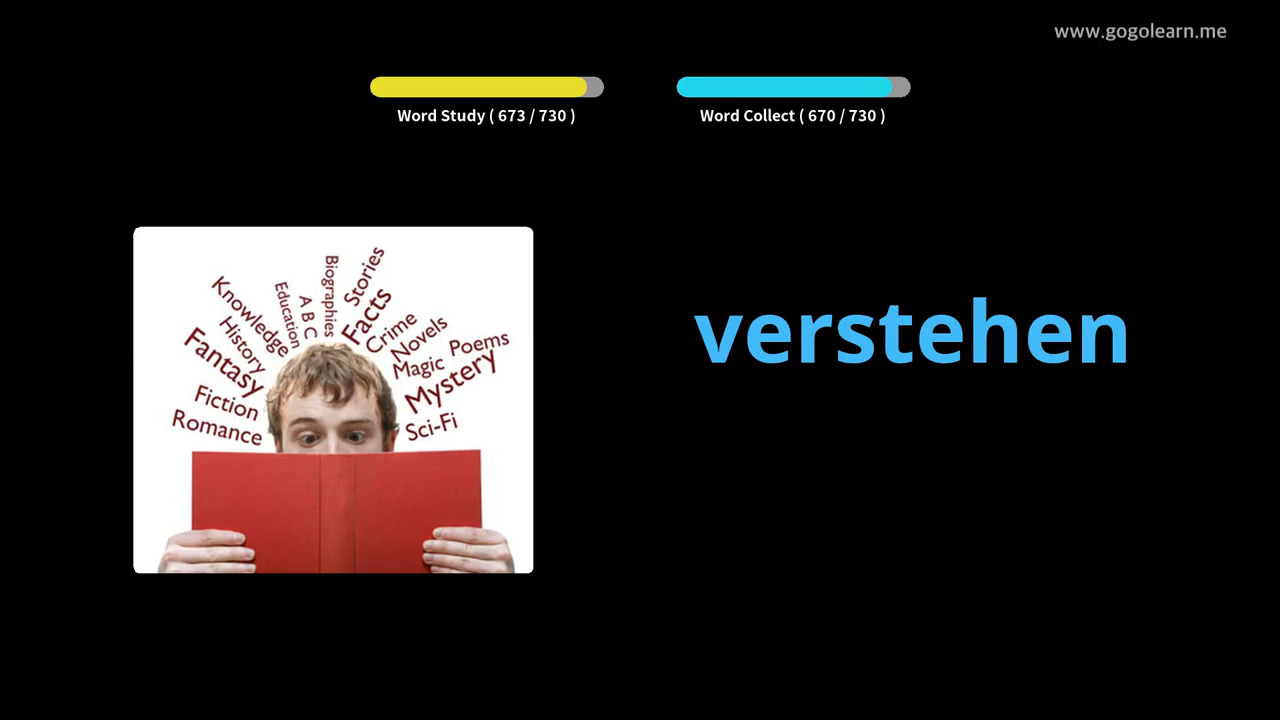 www.gogolearn.me
Word Study ( 673 / 730 )
Word Collect ( 670 / 730 )
Knowledge
Education
A B C
Biographies
Stories
Facts
Crime
Novels
Poems
History
Magic
Fantasy
Mystery
Fiction
Romance
Sci-Fi
verstehen